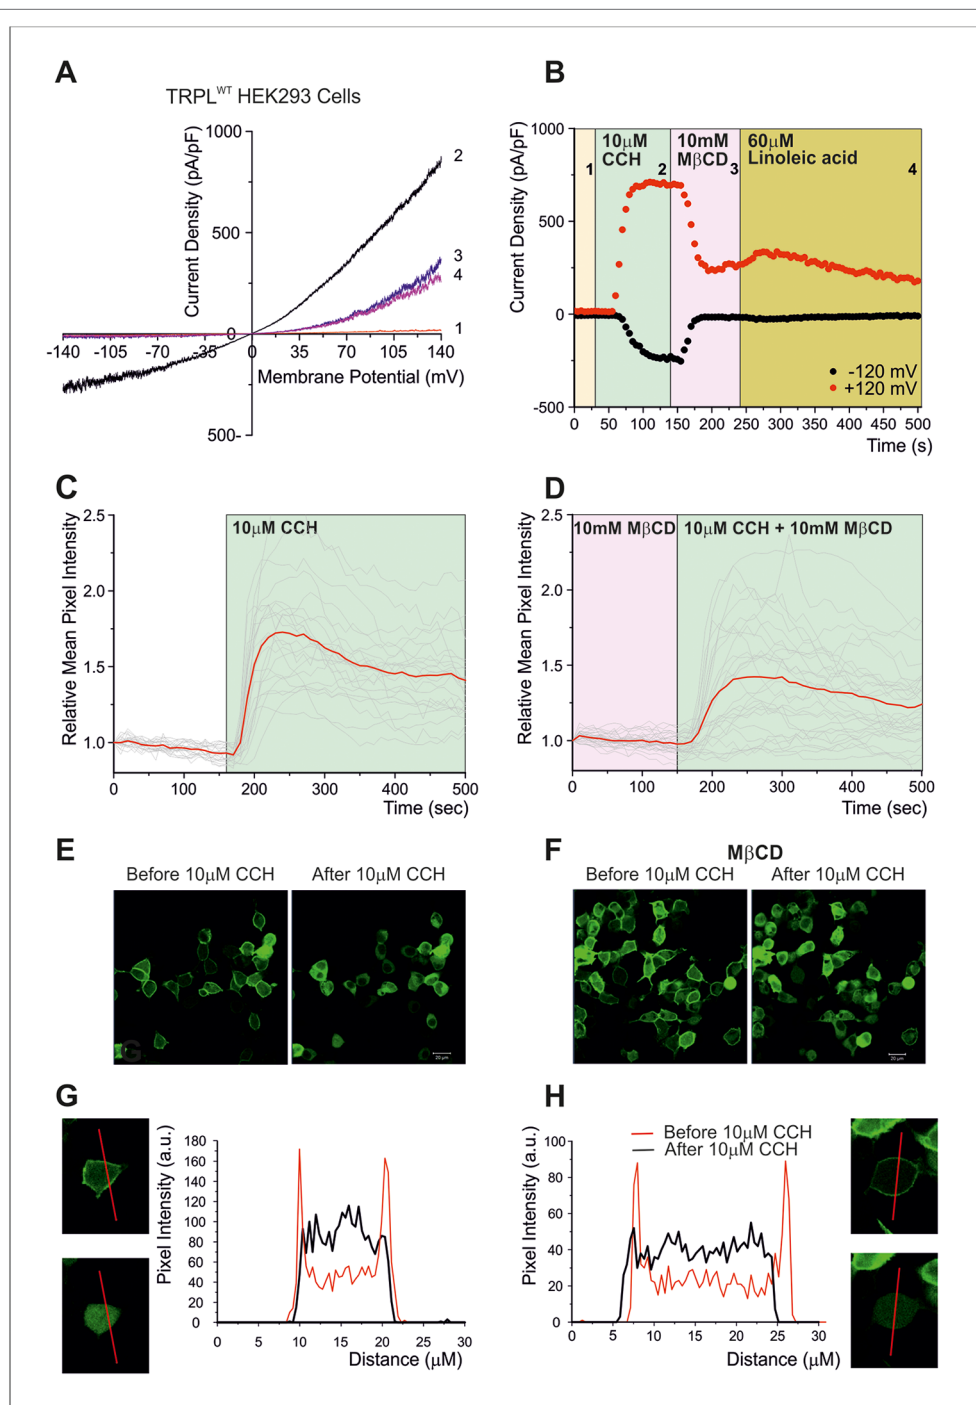 A
TRPL^WT HEK293 Cells
Current Density (pA/pF)
1000
500
0
500-
-140 -105 -70 -35 0 35 70 105 140
Membrane Potential (mV)
2
3
4
1
B
Current Density (pA/pF)
1000
500
0
-500
1
10μM
CCH
2
10mM
MβCD
3
60μM
Linoleic acid
4
-120 mV
+120 mV
0 50 100 150 200 250 300 350 400 450 500
Time (s)
C
Relative Mean Pixel Intensity
2.5
2.0
1.5
1.0
10μM CCH
0 100 200 300 400 500
Time (sec)
D
Relative Mean Pixel Intensity
2.5
2.0
1.5
1.0
10mM MβCD
10μM CCH + 10mM MβCD
0 100 200 300 400 500
Time (sec)
E
Before 10μM CCH
After 10μM CCH
G
20 μm
F
MβCD
Before 10μM CCH
After 10μM CCH
20 μm
G
Pixel Intensity (a.u.)
180
160
140
120
100
80
60
40
20
0
0 5 10 15 20 25 30
Distance (μM)
H
Before 10μM CCH
After 10μM CCH
Pixel Intensity (a.u.)
100
80
60
40
20
0
0 5 10 15 20 25 30
Distance (μM)